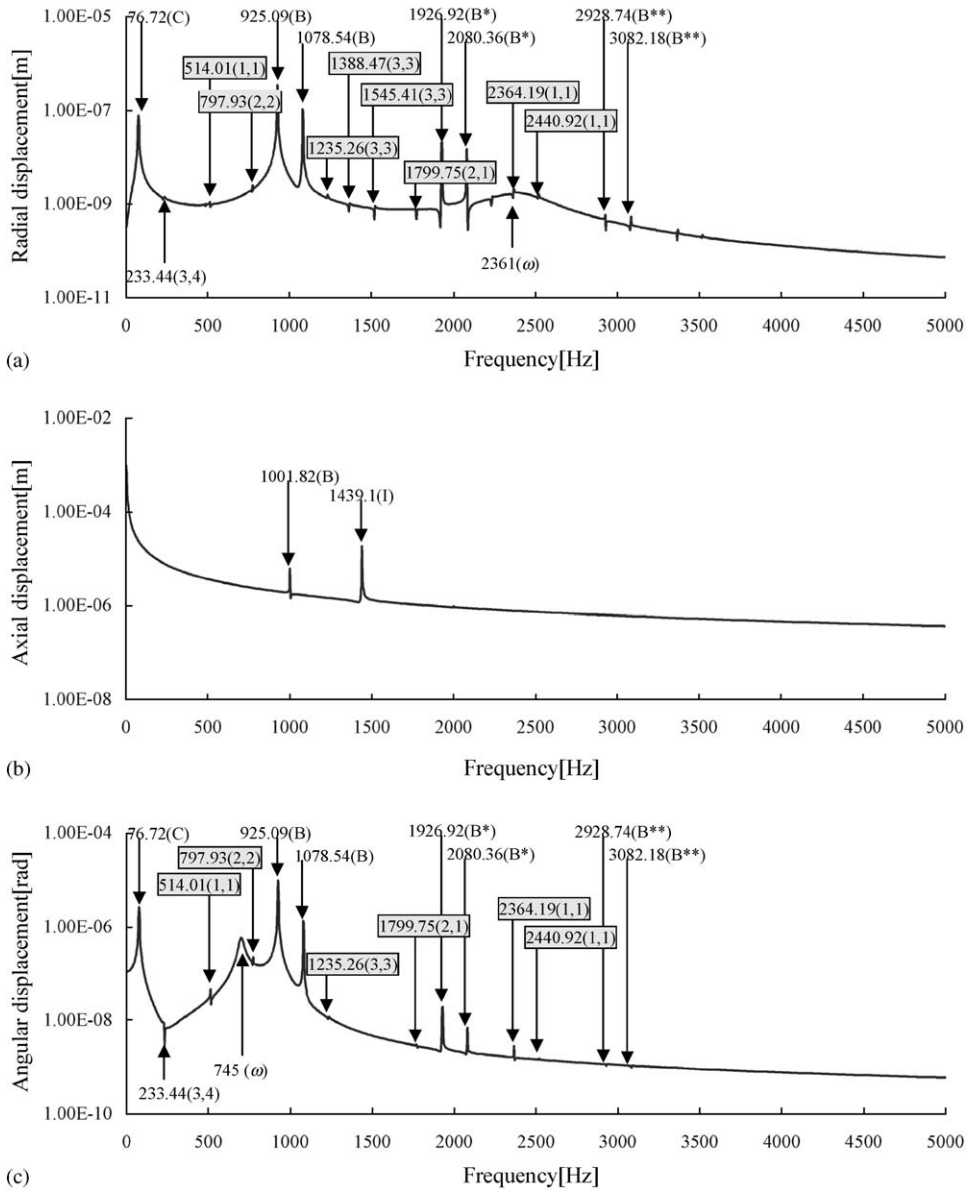 76.72(C)
925.09(B)
1926.92(B*)
2928.74(B**)
1.00E-05
1078.54(B)
2080.36(B*)
3082.18(B**)
514.01(1,1)
1388.47(3,3)
797.93(2,2)
1545.41(3,3)
2364.19(1,1)
1.00E-07
2440.92(1,1)
1235.26(3,3)
1799.75(2,1)
1.00E-09
233.44(3,4)
2361(ω)
1.00E-11
Radial displacement[m]
0 500 1000 1500 2000 2500 3000 3500 4000 4500 5000
(a)
Frequency[Hz]
1.00E-02
1001.82(B)
1439.1(I)
1.00E-04
1.00E-06
1.00E-08
Axial displacement[m]
0 500 1000 1500 2000 2500 3000 3500 4000 4500 5000
(b)
Frequency[Hz]
76.72(C)
925.09(B)
1926.92(B*)
2928.74(B**)
1.00E-04
797.93(2,2)
1078.54(B)
2080.36(B*)
3082.18(B**)
514.01(1,1)
2364.19(1,1)
1799.75(2,1)
1.00E-06
2440.92(1,1)
1235.26(3,3)
1.00E-08
745 (ω)
233.44(3,4)
1.00E-10
Angular displacement[rad]
0 500 1000 1500 2000 2500 3000 3500 4000 4500 5000
(c)
Frequency[Hz]